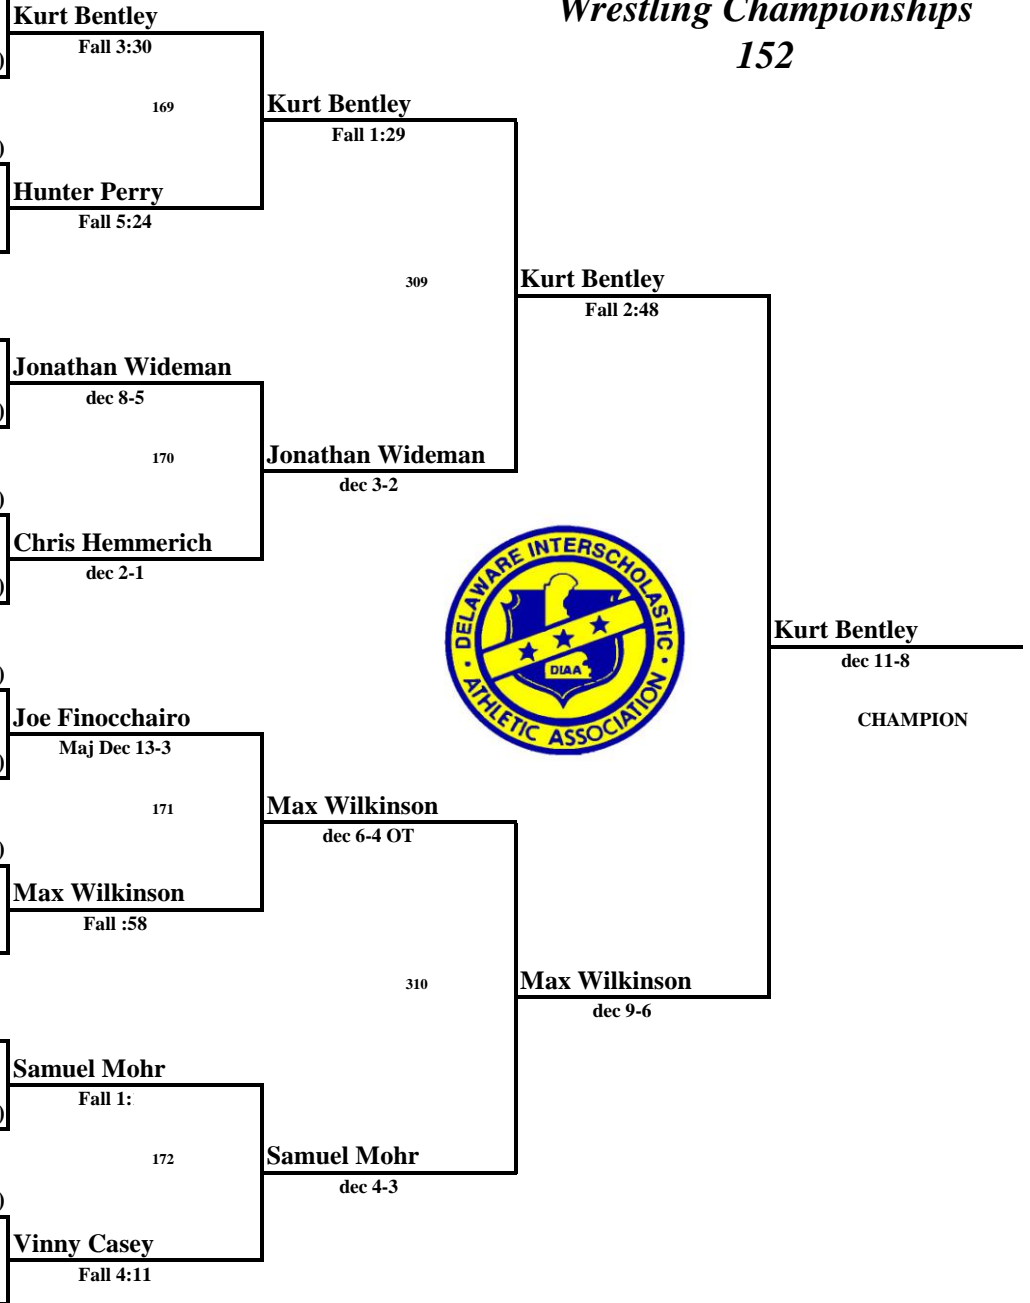 Wrestling Championships
152
Kurt Bentley
Fall 3:30
)
169
Kurt Bentley
Fall 1:29
)
Hunter Perry
Fall 5:24
309
Kurt Bentley
Fall 2:48
Jonathan Wideman
dec 8-5
)
170
Jonathan Wideman
dec 3-2
)
Chris Hemmerich
dec 2-1
)
DELAWARE INTERSCHOLASTIC
ATHLETIC ASSOCIATION
DIAA
Kurt Bentley
dec 11-8
CHAMPION
)
Joe Finocchairo
Maj Dec 13-3
)
171
Max Wilkinson
dec 6-4 OT
)
Max Wilkinson
Fall :58
310
Max Wilkinson
dec 9-6
Samuel Mohr
Fall 1:
)
172
Samuel Mohr
dec 4-3
)
Vinny Casey
Fall 4:11